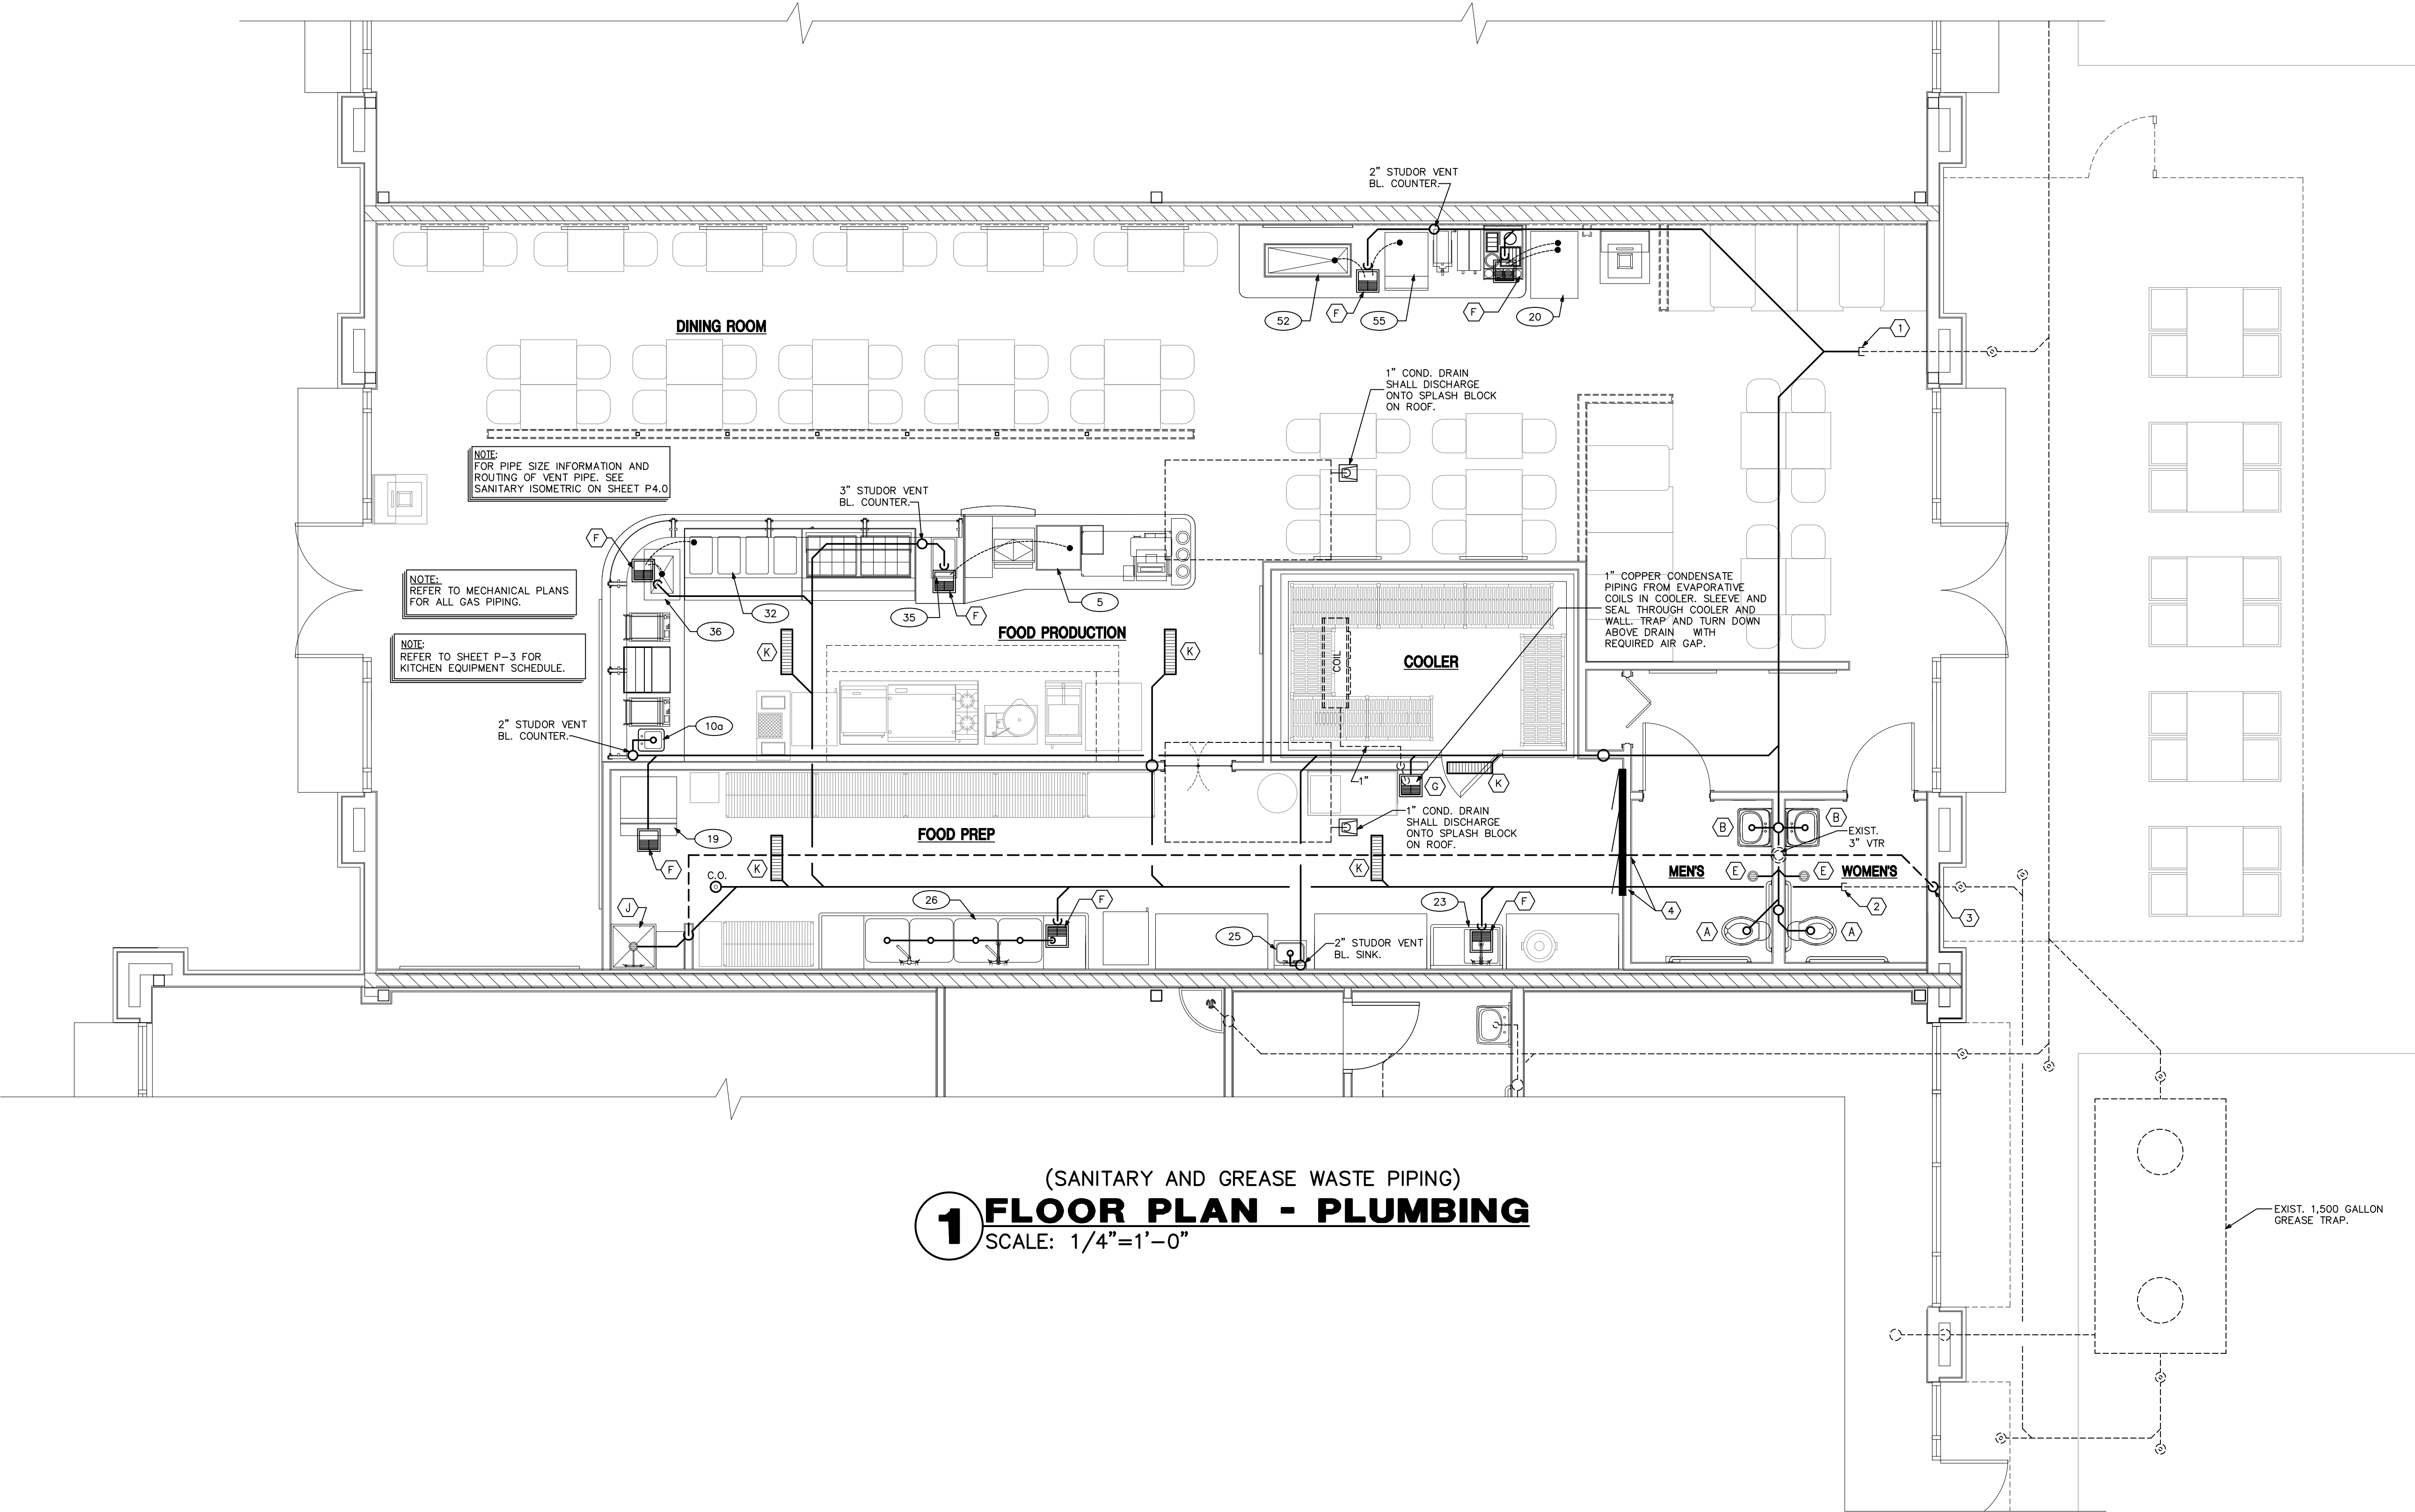 2" STUDOR VENT
BL. COUNTER.
DINING ROOM
52
F
55
F
20
1
1" COND. DRAIN
SHALL DISCHARGE
ONTO SPLASH BLOCK
ON ROOF.
NOTE:
FOR PIPE SIZE INFORMATION AND
ROUTING OF VENT PIPE. SEE
SANITARY ISOMETRIC ON SHEET P4.0
3" STUDOR VENT
BL. COUNTER.
F
NOTE:
REFER TO MECHANICAL PLANS
FOR ALL GAS PIPING.
1" COPPER CONDENSATE
PIPING FROM EVAPORATIVE
COILS IN COOLER. SLEEVE AND
SEAL THROUGH COOLER AND
WALL. TRAP AND TURN DOWN
ABOVE DRAIN WITH
REQUIRED AIR GAP.
32
35
F
5
36
FOOD PRODUCTION
NOTE:
REFER TO SHEET P-3 FOR
KITCHEN EQUIPMENT SCHEDULE.
K
K
COIL
COOLER
2" STUDOR VENT
BL. COUNTER.
10a
1"
G
K
1" COND. DRAIN
SHALL DISCHARGE
ONTO SPLASH BLOCK
ON ROOF.
19
FOOD PREP
B
B
EXIST.
3" VTR
F
K
K
MEN'S
E
E
WOMEN'S
C.O.
J
26
F
23
F
4
2
3
25
2" STUDOR VENT
BL. SINK.
A
A
(SANITARY AND GREASE WASTE PIPING)
1
FLOOR PLAN - PLUMBING
SCALE: 1/4"=1'-0"
EXIST. 1,500 GALLON
GREASE TRAP.